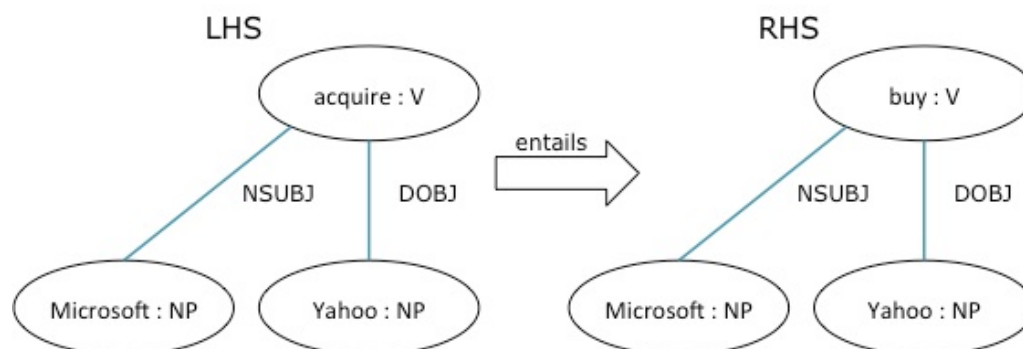 LHS
RHS
acquire : V
buy : V
entails
NSUBJ
DOBJ
NSUBJ
DOBJ
Microsoft : NP
Yahoo : NP
Microsoft : NP
Yahoo : NP